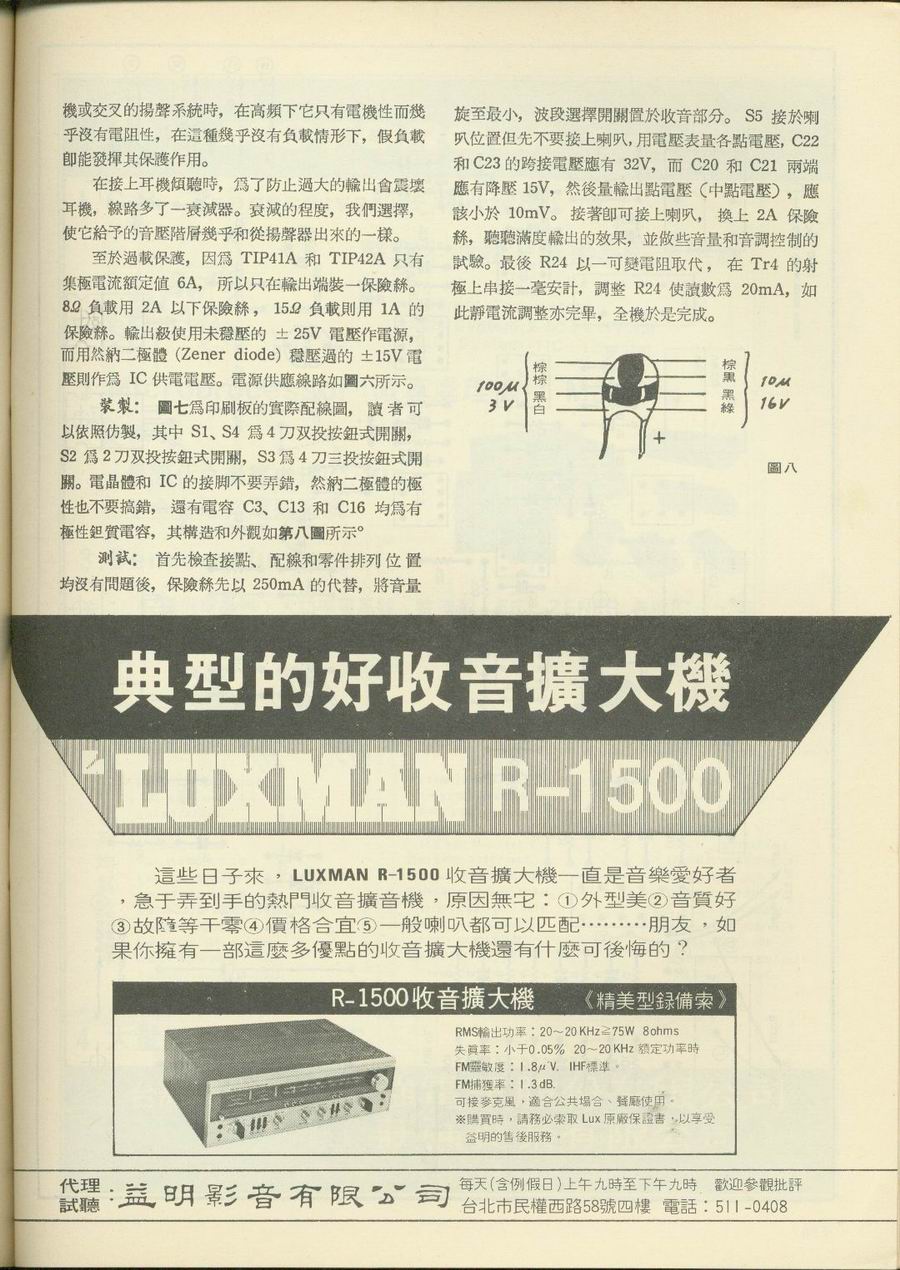 機或交叉的揚聲系統時，在高頻下它只有電機性而幾
乎沒有電阻性，在這種幾乎沒有負載情形下，假負載
卽能發揮其保護作用。
在接上耳機傾聽時，爲了防止過大的輸出會震壞
耳機，線路多了一衰減器。衰減的程度，我們選擇，
使它給予的音壓階層幾乎和從揚聲器出來的一樣。
至於過載保護，因爲 TIP41A 和 TIP42A 只有
集極電流額定值 6A， 所以只在輸出端裝一保險絲。
8Ω 負載用 2A 以下保險絲， 15Ω 負載則用 1A 的
保險絲。輸出級使用未穩壓的 ±25V 電壓作電源，
而用然納二極體 (Zener diode) 穩壓過的 ±15V 電
壓則作爲 IC 供電電壓。電源供應線路如圖六所示。
裝製： 圖七爲印刷板的實際配線圖， 讀者可
以依照仿製，其中 S1、S4 爲 4 刀双投按鈕式開關，
S2 爲 2 刀双投按鈕式開關，S3 爲 4 刀三投按鈕式開
關。電晶體和 IC 的接脚不要弄錯，然納二極體的極
性也不要搞錯， 還有電容 C3、C13 和 C16 均爲有
極性鉭質電容，其構造和外觀如第八圖所示°
測試： 首先檢查接點、配線和零件排列位置
均沒有問題後，保險絲先以 250mA 的代替，將音量
旋至最小，波段選擇開關置於收音部分。 S5 接於喇
叭位置但先不要接上喇叭，用電壓表量各點電壓，C22
和 C23 的跨接電壓應有 32V，而 C20 和 C21 兩端
應有降壓 15V，然後量輸出點電壓（中點電壓），應
該小於 10mV。 接著卽可接上喇叭， 換上 2A 保險
絲，聽聽滿度輸出的效果，並做些音量和音調控制的
試驗。最後 R24 以一可變電阻取代， 在 Tr4 的射
極上串接一毫安計，調整 R24 使讀數爲 20mA，如
此靜電流調整亦完畢，全機於是完成。
100μ
3V
棕
棕
黑
白
棕
黑
黑
綠
10μ
16V
+
圖八
典型的好收音擴大機
LUXMAN R-1500
這些日子來，LUXMAN R-1500 收音擴大機一直是音樂愛好者
，急于弄到手的熱門收音擴音機，原因無它：①外型美②音質好
③故障等于零④價格合宜⑤一般喇叭都可以匹配………朋友，如
果你擁有一部這麼多優點的收音擴大機還有什麼可後悔的？
R-1500收音擴大機 《精美型録備索》
RMS輸出功率：20～20KHz≧75W 8ohms
失眞率：小于0.05% 20～20KHz 額定功率時
FM靈敏度：1.8μV. IHF標準。
FM捕獲率：1.3dB.
可接麥克風，適合公共場合、餐廳使用。
※購買時，請務必索取 Lux 原廠保證書，以享受
益明的售後服務。
代理
試聽：益明影音有限公司
每天(含例假日)上午九時至下午九時 歡迎參觀批評
台北市民權西路58號四樓 電話：511-0408